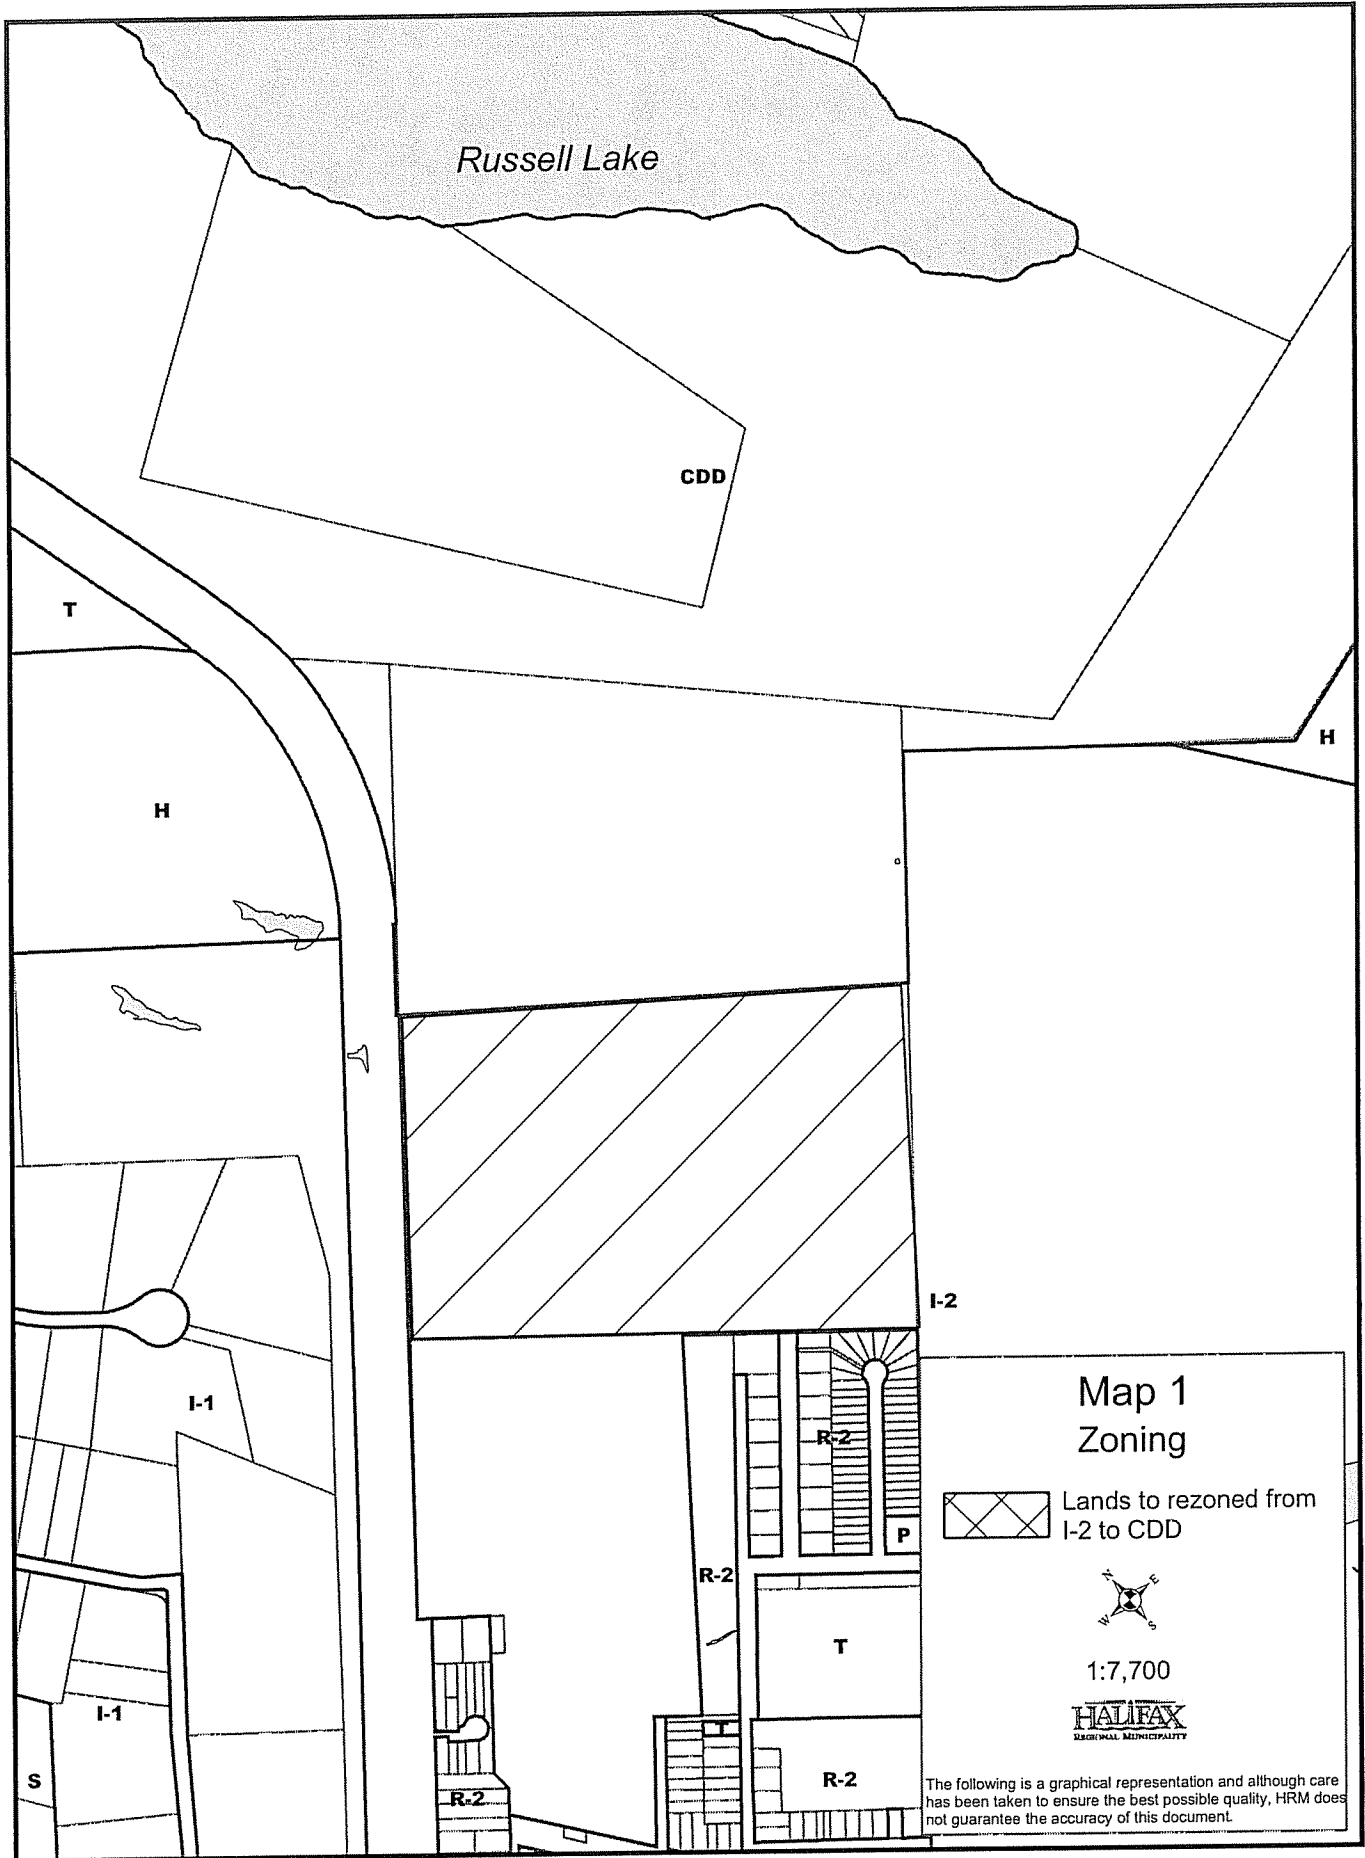 Russell Lake
CDD
T
H
H
I-2
I-1
R-2
P
R-2
T
I-1
T
R-2
R-2
S
Map 1
Zoning
Lands to rezoned from
I-2 to CDD
N
E
W
S
1:7,700
HALIFAX
REGIONAL MUNICIPALITY
The following is a graphical representation and although care
has been taken to ensure the best possible quality, HRM does
not guarantee the accuracy of this document.